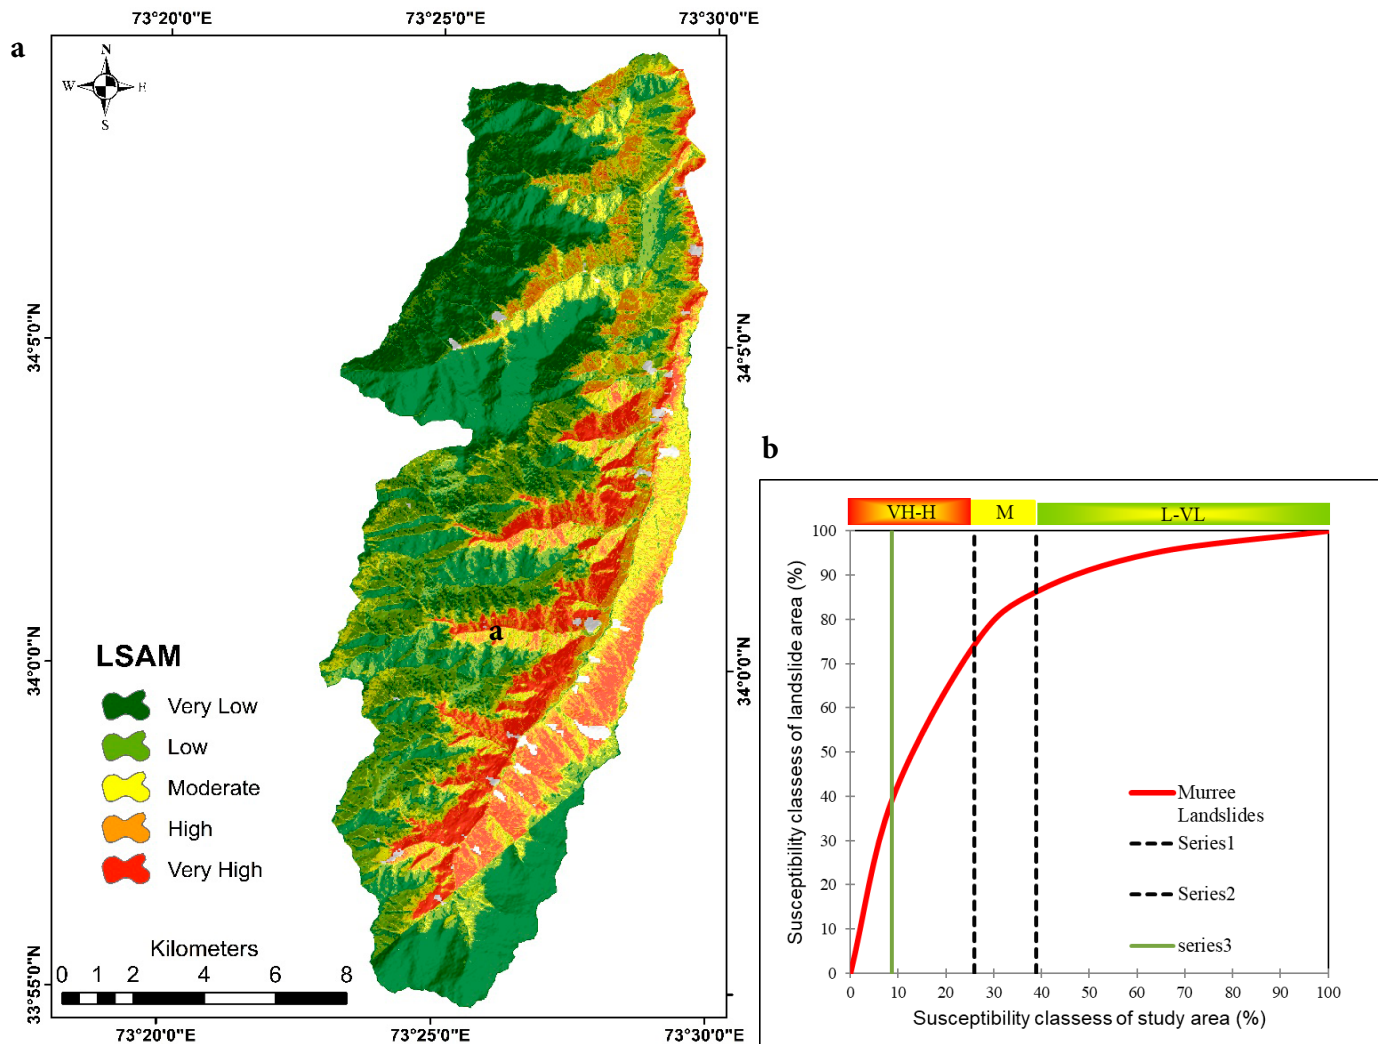 73°20'0"E 73°25'0"E 73°30'0"E
a
N
W E
S
34°5'0"N
34°5'0"N
34°0'0"N
34°0'0"N
33°55'0"N
a
LSAM
Very Low
Low
Moderate
High
Very High
Kilometers
0 1 2 4 6 8
73°20'0"E 73°25'0"E 73°30'0"E
b
VH-H M L-VL
Susceptibility classess of landslide area (%)
100
90
80
70
60
50
40
30
20
10
0
Murree
Landslides
Series1
Series2
series3
0 10 20 30 40 50 60 70 80 90 100
Susceptibility classess of study area (%)